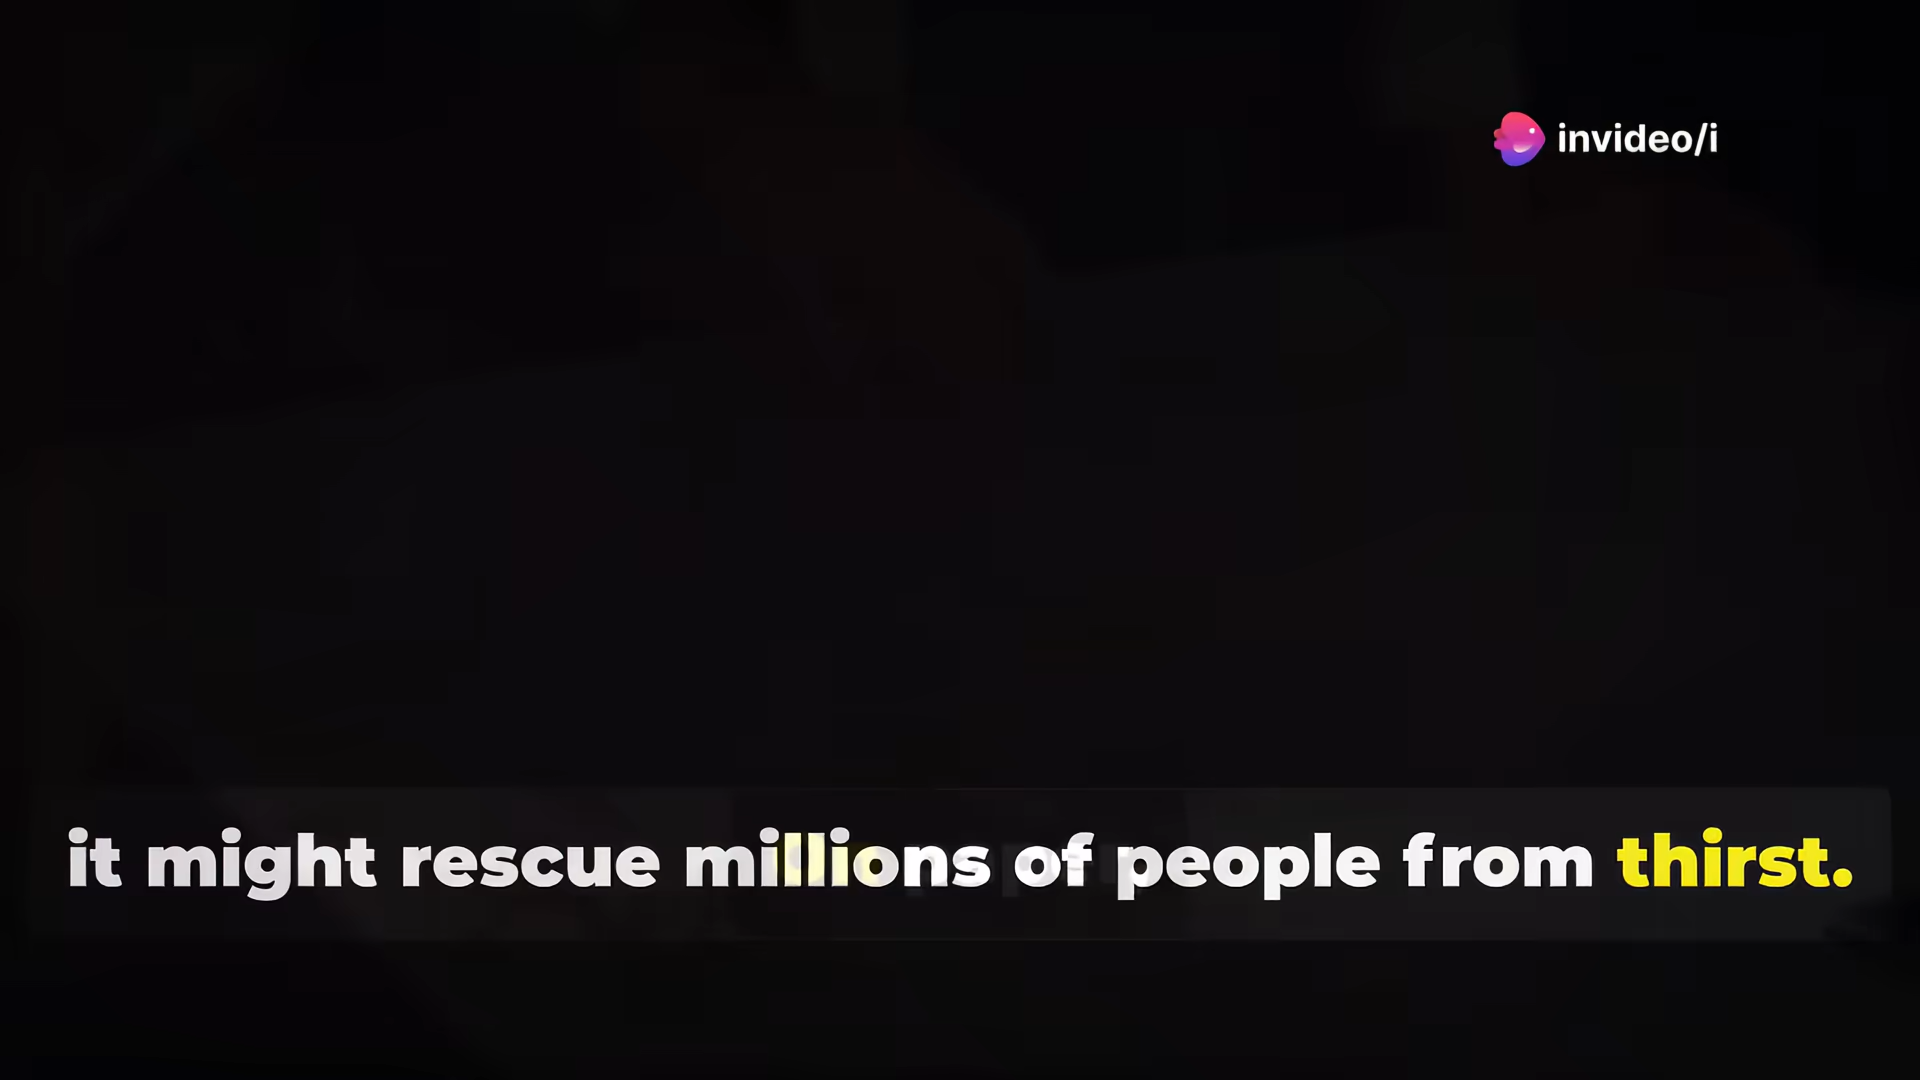 invideo/i
it might rescue millions of people from thirst.